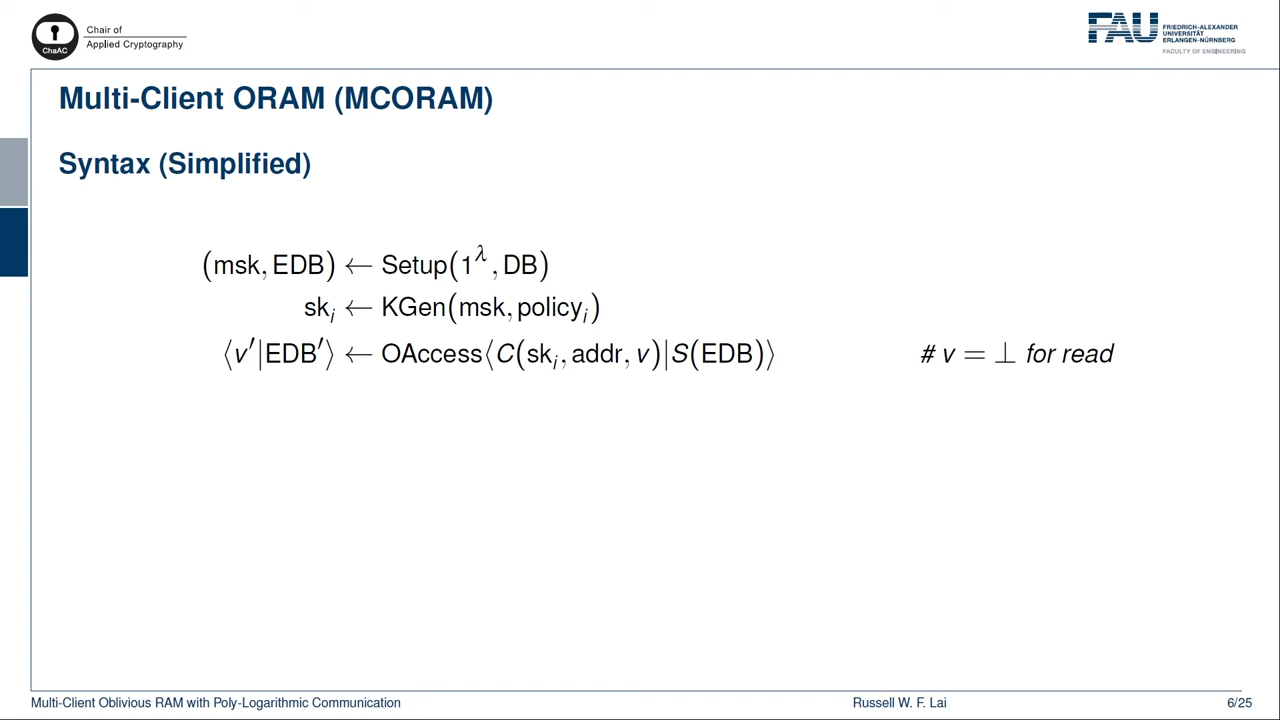 ChaAC
Chair of
Applied Cryptography
FAU
FRIEDRICH-ALEXANDER
UNIVERSITÄT
ERLANGEN-NÜRNBERG
FACULTY OF ENGINEERING
Multi-Client ORAM (MCORAM)
Syntax (Simplified)
(msk, EDB) ← Setup(1^λ, DB)
sk_i ← KGen(msk, policy_i)
⟨v′|EDB′⟩ ← OAccess⟨C(sk_i, addr, v)|S(EDB)⟩ # v = ⊥ for read
Multi-Client Oblivious RAM with Poly-Logarithmic Communication Russell W. F. Lai 6/25